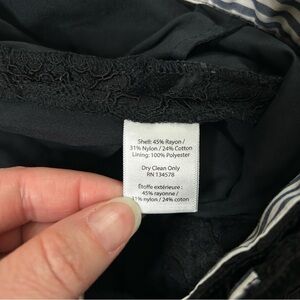 Shell: 45% Rayon /
31% Nylon / 24% Cotton
Lining: 100% Polyester
Dry Clean Only
RN 134578
Étoffe extérieure :
45% rayonne /
31% nylon / 24% coton